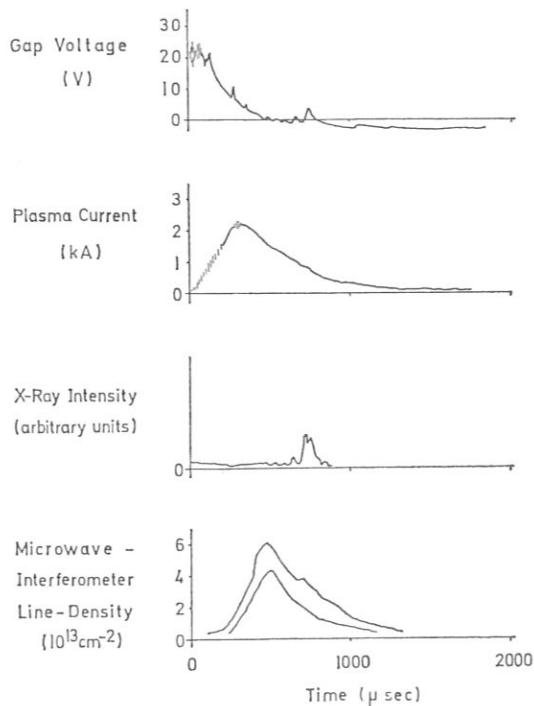 Gap Voltage
(V)
30
20
10
0
Plasma Current
(kA)
3
2
1
0
X-Ray Intensity
(arbitrary units)
0
Microwave -
Interferometer
Line-Density
(10¹³cm⁻²)
6
4
2
0
0
1000
2000
Time (μ sec)